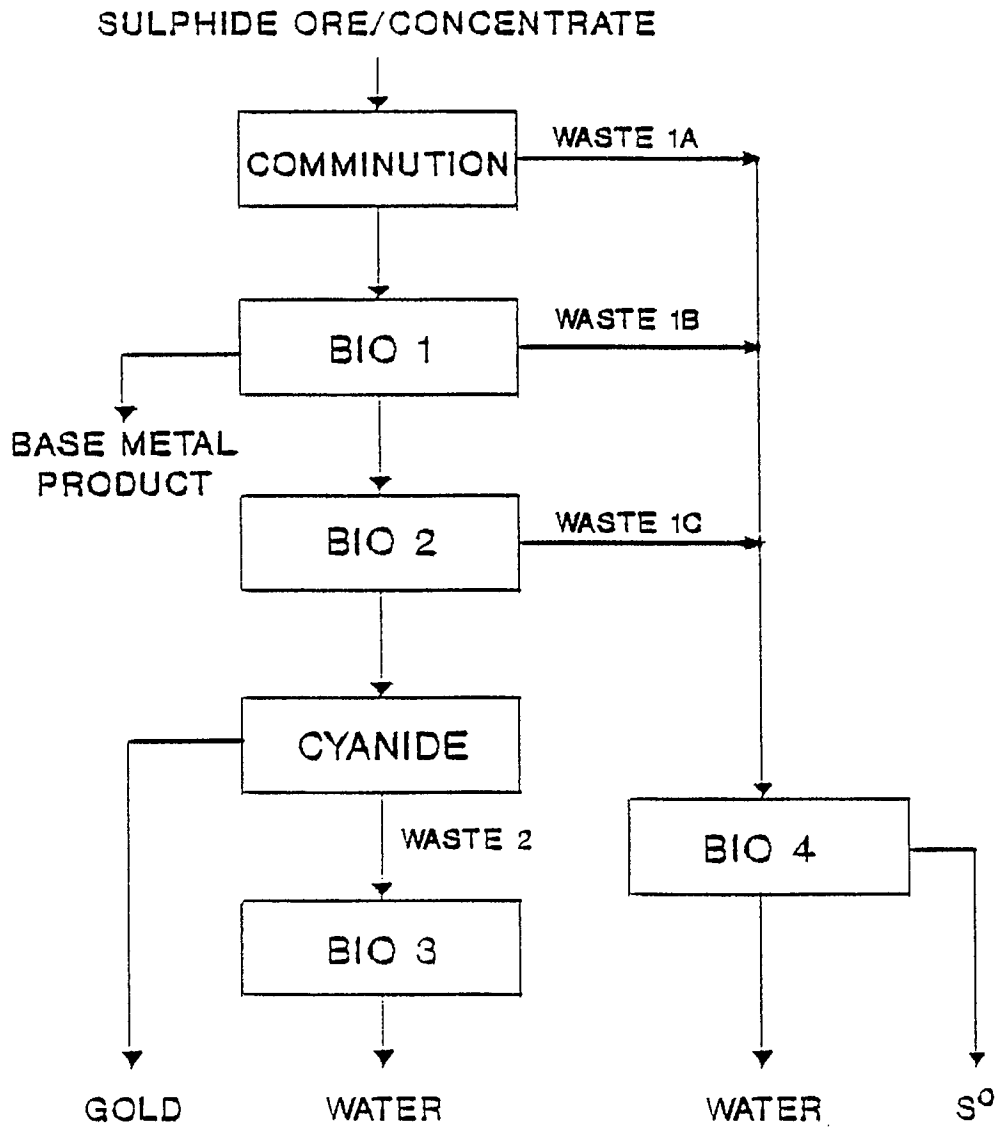 SULPHIDE ORE/CONCENTRATE
COMMINUTION
WASTE 1A
BIO 1
WASTE 1B
BASE METAL
PRODUCT
BIO 2
WASTE 1C
CYANIDE
WASTE 2
BIO 4
BIO 3
GOLD
WATER
WATER
S⁰